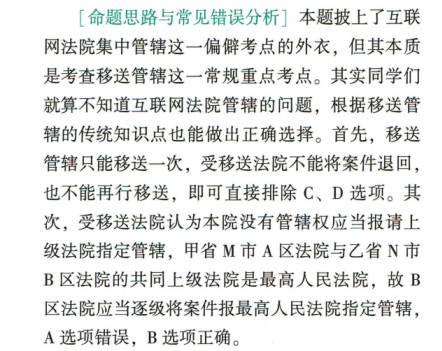 ［命题思路与常见错误分析］ 本题披上了互联
网法院集中管辖这一偏僻考点的外衣，但其本质
是考查移送管辖这一常规重点考点。其实同学们
就算不知道互联网法院管辖的问题，根据移送管
辖的传统知识点也能做出正确选择。首先，移送
管辖只能移送一次，受移送法院不能将案件退回，
也不能再行移送，即可直接排除 C、D 选项。其
次，受移送法院认为本院没有管辖权应当报请上
级法院指定管辖，甲省 M 市 A 区法院与乙省 N 市
B 区法院的共同上级法院是最高人民法院，故 B
区法院应当逐级将案件报最高人民法院指定管辖，
A 选项错误，B 选项正确。